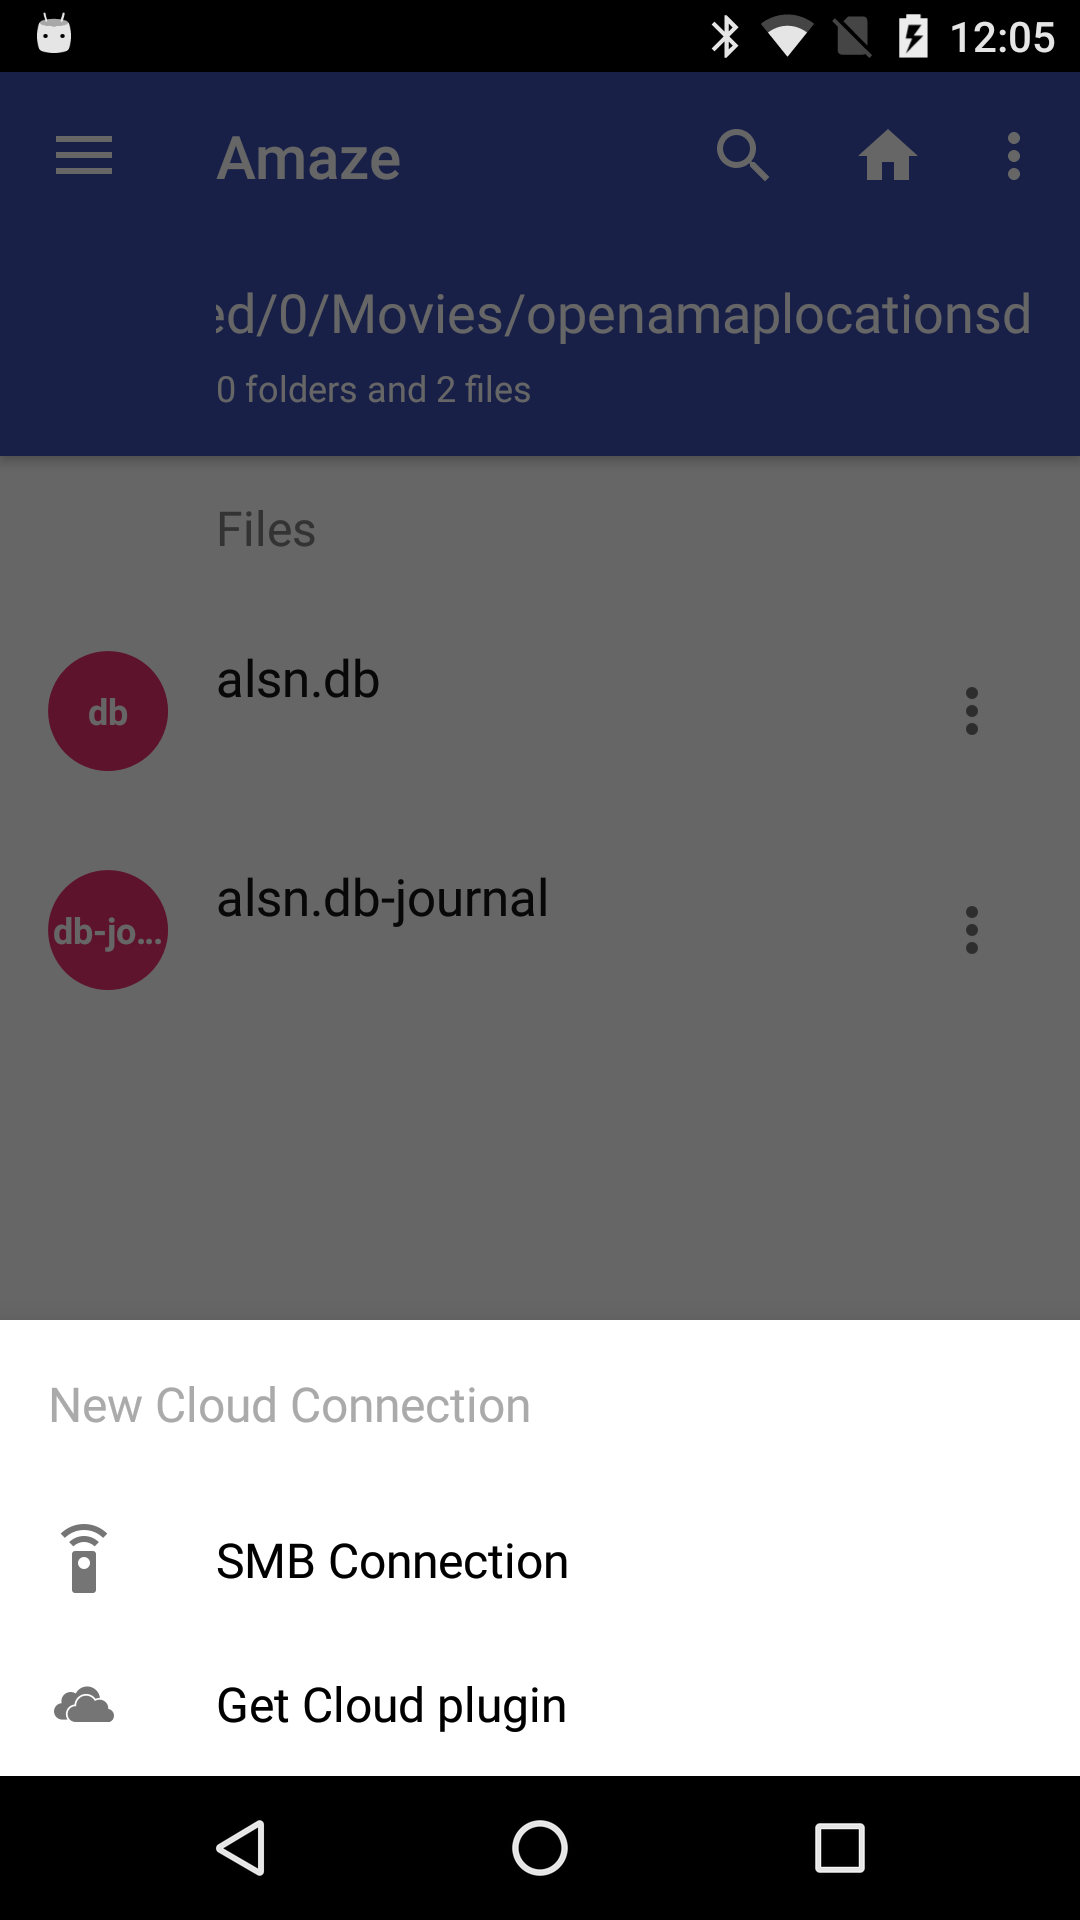 12:05
Amaze
ed/0/Movies/openamaplocationsd
0 folders and 2 files
Files
db
alsn.db
db-jo...
alsn.db-journal
New Cloud Connection
SMB Connection
Get Cloud plugin